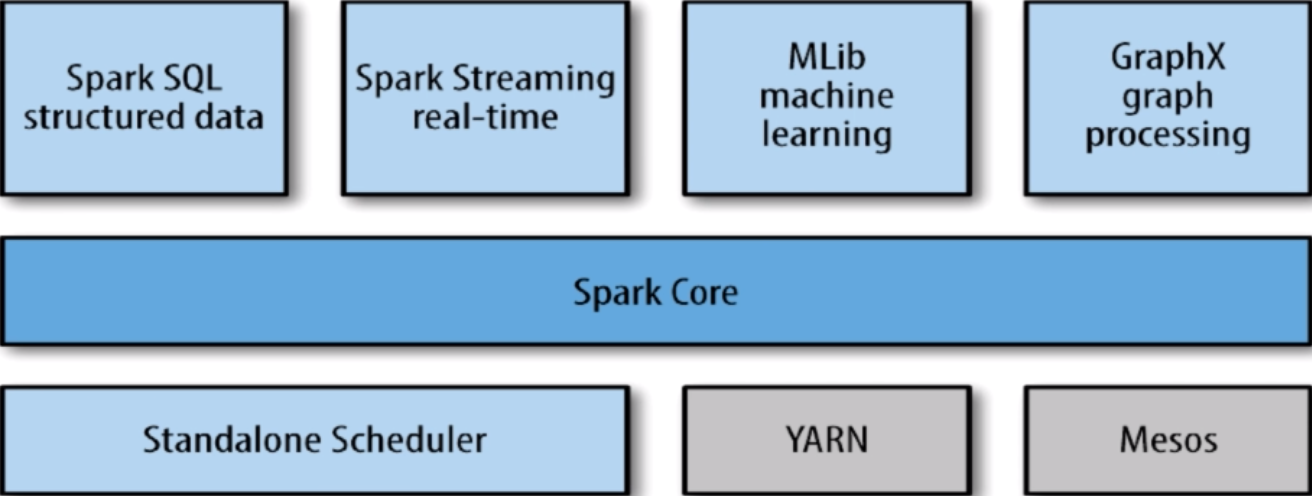 Spark SQL
structured data
Spark Streaming
real-time
MLib
machine
learning
GraphX
graph
processing
Spark Core
Standalone Scheduler
YARN
Mesos